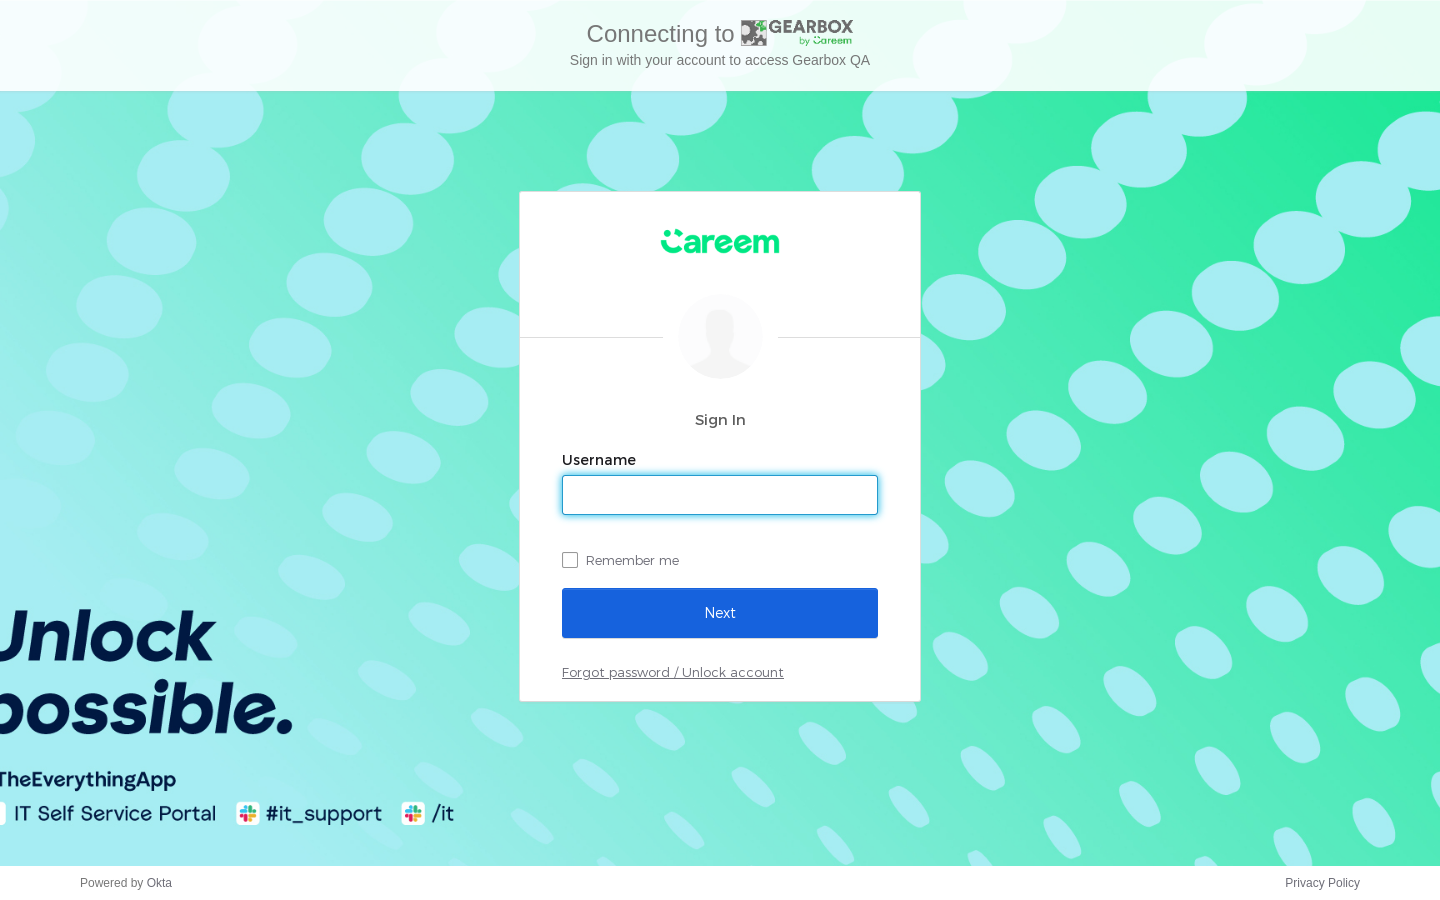 Connecting to GEARBOX
by Careem
Sign in with your account to access Gearbox QA
Careem
Sign In
Username
Remember me
Next
Forgot password / Unlock account
Unlock
possible.
TheEverythingApp
IT Self Service Portal #it_support /it
Powered by Okta
Privacy Policy